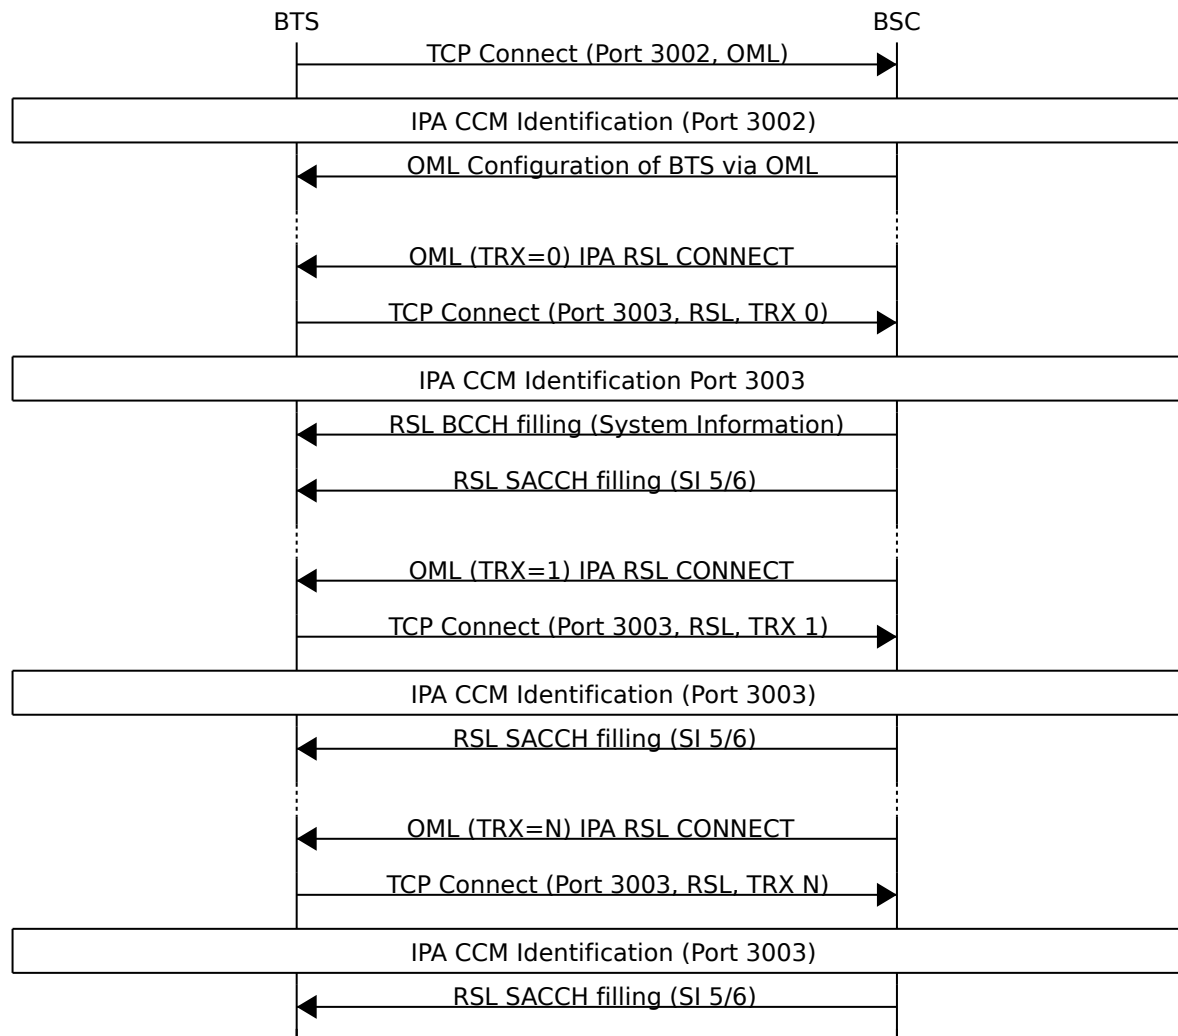 BTS
BSC
TCP Connect (Port 3002, OML)
IPA CCM Identification (Port 3002)
OML Configuration of BTS via OML
OML (TRX=0) IPA RSL CONNECT
TCP Connect (Port 3003, RSL, TRX 0)
IPA CCM Identification Port 3003
RSL BCCH filling (System Information)
RSL SACCH filling (SI 5/6)
OML (TRX=1) IPA RSL CONNECT
TCP Connect (Port 3003, RSL, TRX 1)
IPA CCM Identification (Port 3003)
RSL SACCH filling (SI 5/6)
OML (TRX=N) IPA RSL CONNECT
TCP Connect (Port 3003, RSL, TRX N)
IPA CCM Identification (Port 3003)
RSL SACCH filling (SI 5/6)